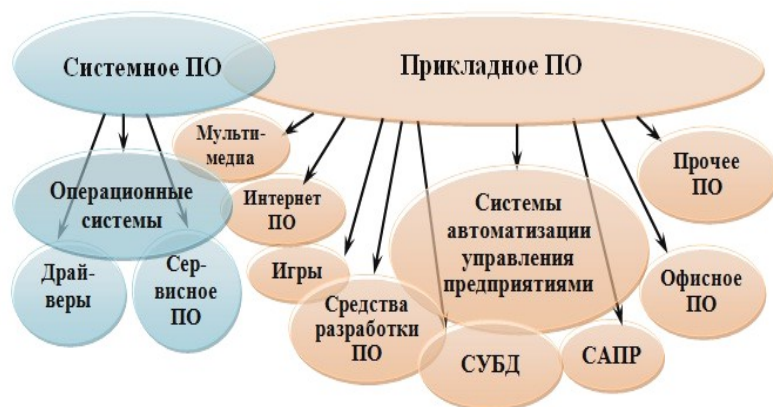 Системное ПО
Прикладное ПО
Мульти-
медиа
Операционные
системы
Интернет
ПО
Прочее
ПО
Системы
автоматизации
управления
предприятиями
Драй-
веры
Сер-
висное
ПО
Игры
Средства
разработки
ПО
Офисное
ПО
СУБД
САПР